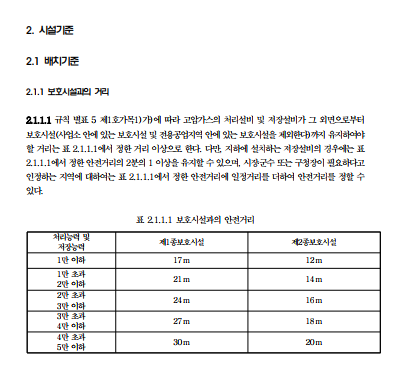 2. 시설기준
2.1 배치기준
2.1.1 보호시설과의 거리
2.1.1.1 규칙 별표 5 제1호가목1)가)에 따라 고압가스의 처리설비 및 저장설비가 그 외면으로부터
보호시설(사업소 안에 있는 보호시설 및 전용공업지역 안에 있는 보호시설을 제외한다)까지 유지하여야
할 거리는 표 2.1.1.1에서 정한 거리 이상으로 한다. 다만, 지하에 설치하는 저장설비의 경우에는 표
2.1.1.1에서 정한 안전거리의 2분의 1 이상을 유지할 수 있으며, 시장·군수 또는 구청장이 필요하다고
인정하는 지역에 대하여는 표 2.1.1.1에서 정한 안전거리에 일정거리를 더하여 안전거리를 정할 수
있다.
표 2.1.1.1 보호시설과의 안전거리
처리능력 및
저장능력
제1종보호시설
제2종보호시설
1만 이하
17 m
12 m
1만 초과
2만 이하
21 m
14 m
2만 초과
3만 이하
24 m
16 m
3만 초과
4만 이하
27 m
18 m
4만 초과
5만 이하
30 m
20 m